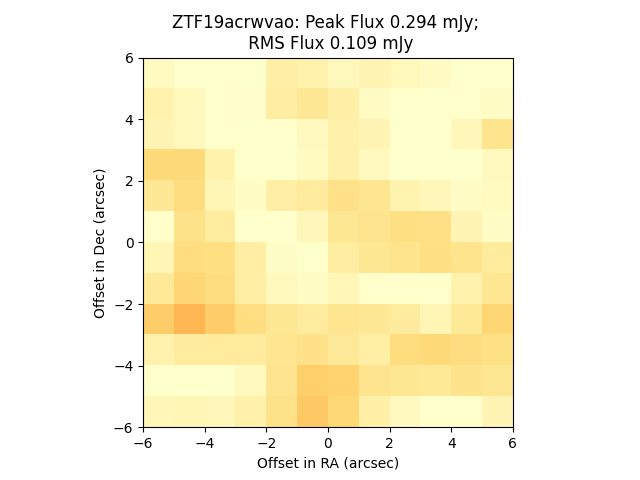 ZTF19acrwvao: Peak Flux 0.294 mJy;
RMS Flux 0.109 mJy
6
4
2
0
−2
−4
−6
Offset in Dec (arcsec)
−6 −4 −2 0 2 4 6
Offset in RA (arcsec)